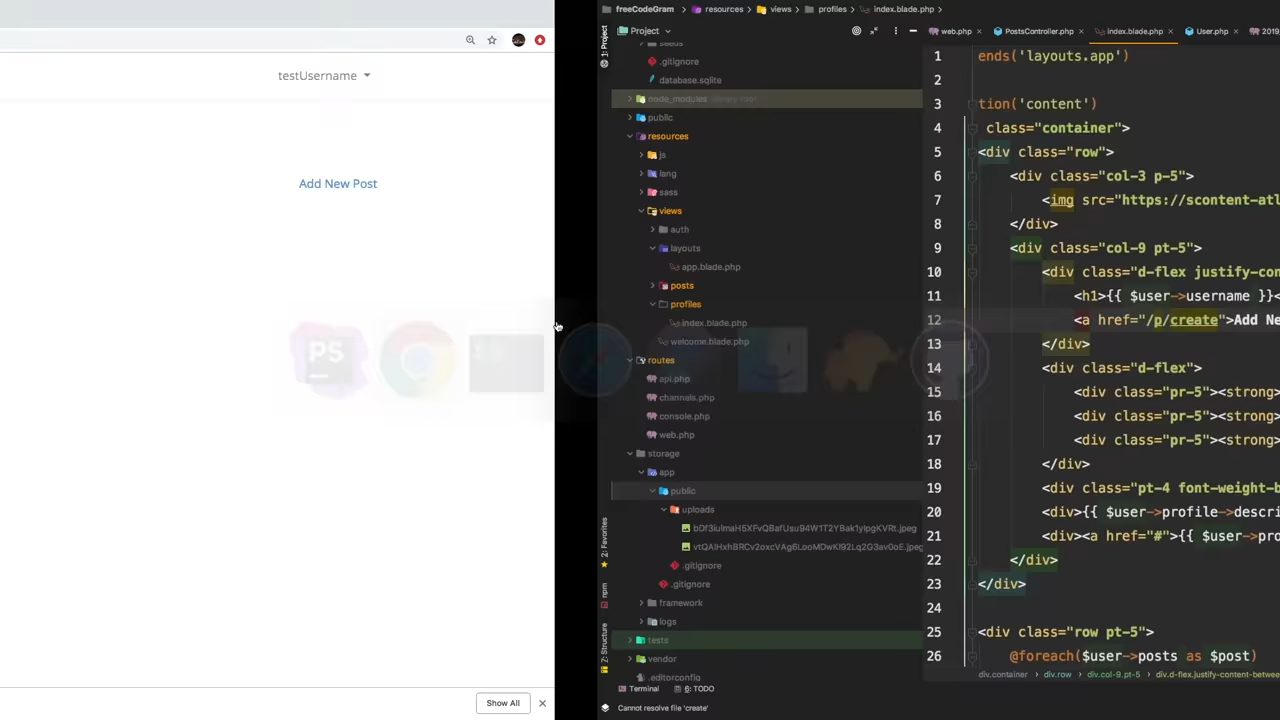 testUsername
Add New Post
Show All
freeCodeGram
resources
views
profiles
index.blade.php
Project
web.php
PostsController.php
index.blade.php
User.php
2019
1: Project
2: Favorites
npm
7: Structure
seeds
.gitignore
database.sqlite
node_modules library root
public
resources
js
lang
sass
views
auth
layouts
app.blade.php
posts
profiles
index.blade.php
welcome.blade.php
routes
api.php
channels.php
console.php
web.php
storage
app
public
uploads
.gitignore
.gitignore
framework
logs
tests
vendor
.editorconfig
PS
1 ends('layouts.app')
2
3 tion('content')
4 class="container">
5 <div class="row">
6 <div class="col-3 p-5">
7 <img src="https://scontent-atl
8 </div>
9 <div class="col-9 pt-5">
10 <div class="d-flex justify-con
11 <h1>{{ $user->username }}<
12 <a href="/p/create">Add Ne
13 </div>
14 <div class="d-flex">
15 <div class="pr-5"><strong>
16 <div class="pr-5"><strong>
17 <div class="pr-5"><strong>
18 </div>
19 <div class="pt-4 font-weight-b
20 <div>{{ $user->profile->descri
21 <div><a href="#">{{ $user->pro
22 </div>
23 </div>
24
25 <div class="row pt-5">
26 @foreach($user->posts as $post)
div.container
div.row
div.col-9.pt-5
div.d-flex.justify-content-between
Terminal
6: TODO
Cannot resolve file 'create'